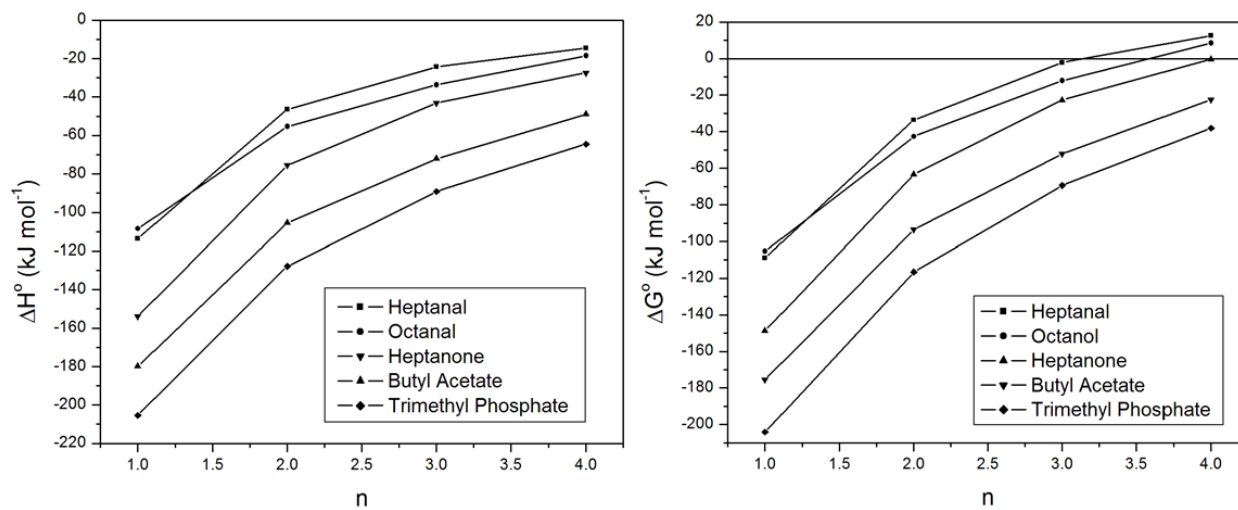 ΔHº (kJ mol⁻¹)
0
-20
-40
-60
-80
-100
-120
-140
-160
-180
-200
-220
1.0 1.5 2.0 2.5 3.0 3.5 4.0
n
Heptanal
Octanal
Heptanone
Butyl Acetate
Trimethyl Phosphate
ΔGº (kJ mol⁻¹)
20
0
-20
-40
-60
-80
-100
-120
-140
-160
-180
-200
1.0 1.5 2.0 2.5 3.0 3.5 4.0
n
Heptanal
Octanol
Heptanone
Butyl Acetate
Trimethyl Phosphate